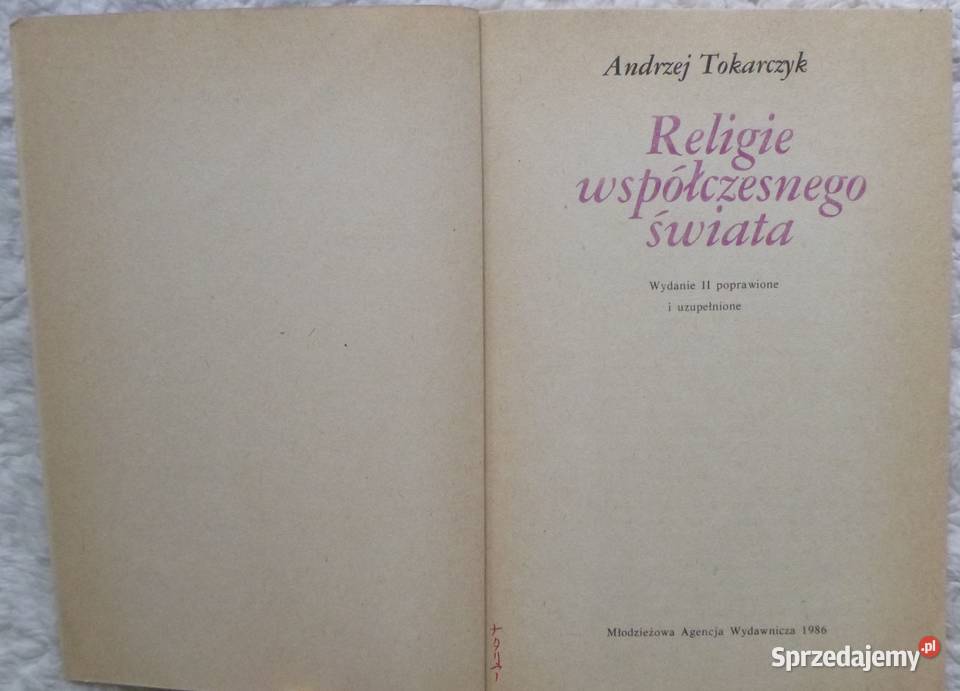 Andrzej Tokarczyk
Religie
współczesnego
świata
Wydanie II poprawione
i uzupełnione
Młodzieżowa Agencja Wydawnicza 1986
Sprzedajemy.pl